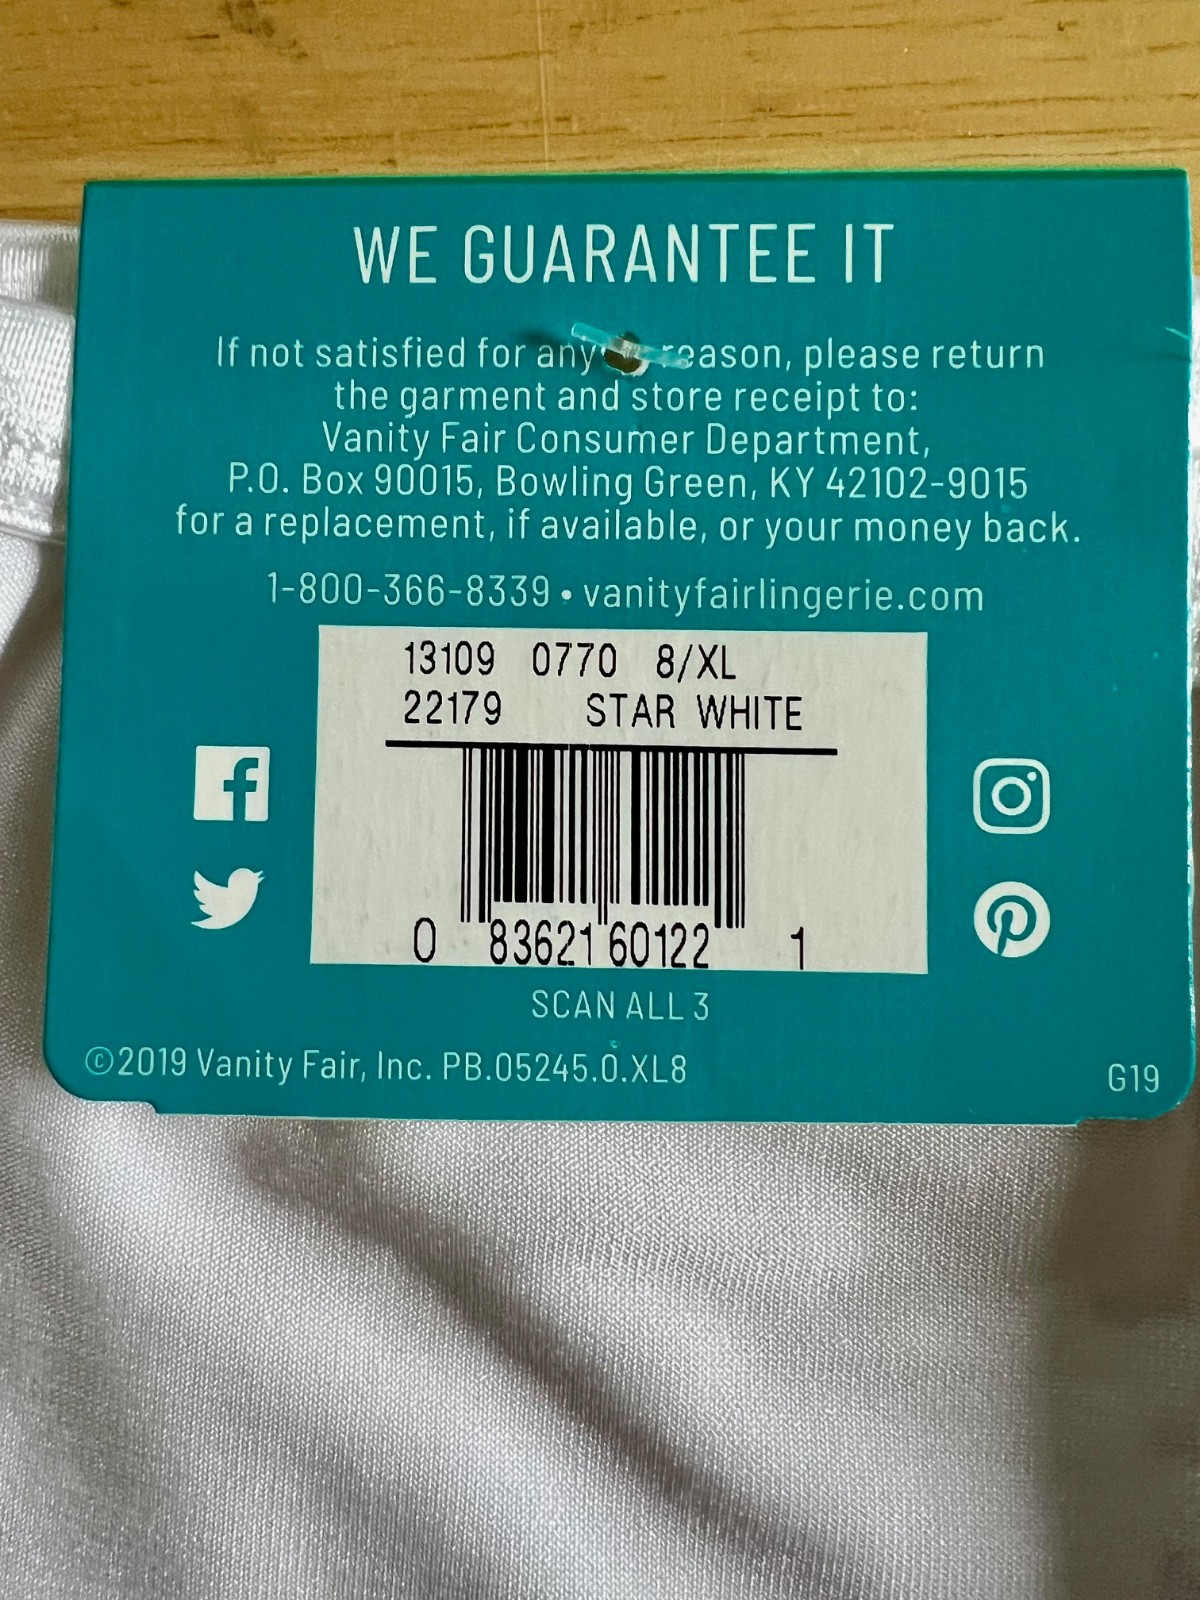 WE GUARANTEE IT
If not satisfied for any reason, please return
the garment and store receipt to:
Vanity Fair Consumer Department,
P.O. Box 90015, Bowling Green, KY 42102-9015
for a replacement, if available, or your money back.
1-800-366-8339 • vanityfairlingerie.com
13109 0770 8/XL
22179 STAR WHITE
0 83621 60122 1
SCAN ALL 3
©2019 Vanity Fair, Inc. PB.05245.0.XL8
G19